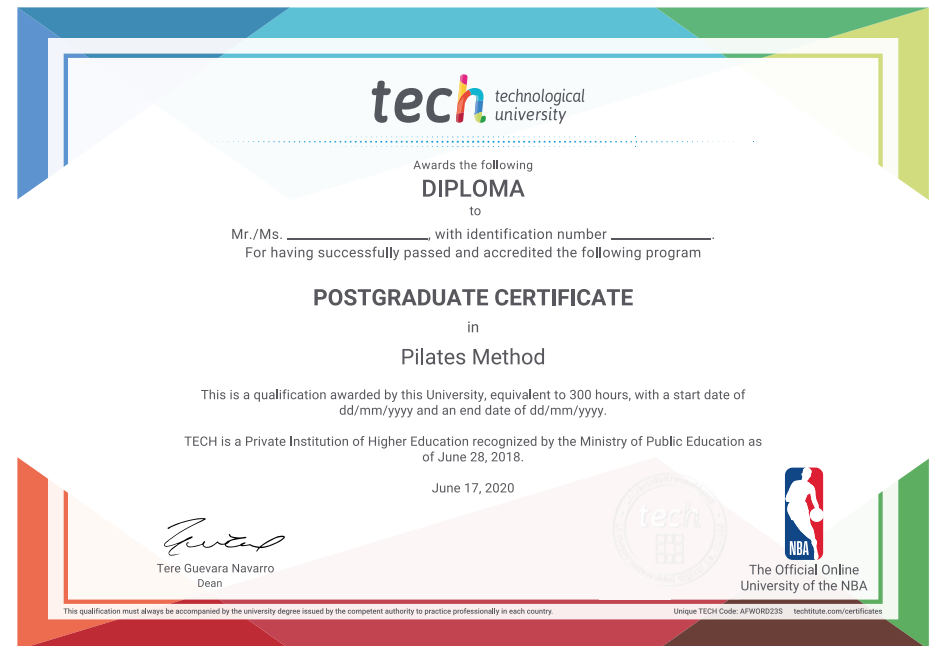 tech technological
university
Awards the following
DIPLOMA
to
Mr./Ms. ____________________, with identification number ______________.
For having successfully passed and accredited the following program
POSTGRADUATE CERTIFICATE
in
Pilates Method
This is a qualification awarded by this University, equivalent to 300 hours, with a start date of
dd/mm/yyyy and an end date of dd/mm/yyyy.
TECH is a Private Institution of Higher Education recognized by the Ministry of Public Education as
of June 28, 2018.
June 17, 2020
tech
NBA
Tere Guevara Navarro
Dean
The Official Online
University of the NBA
This qualification must always be accompanied by the university degree issued by the competent authority to practice professionally in each country.
Unique TECH Code: AFWORD23S techtitute.com/certificates